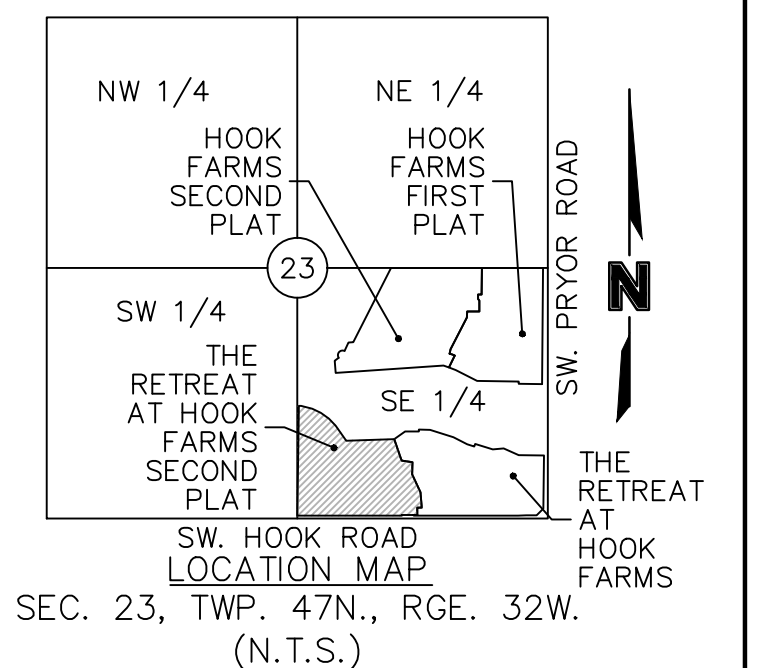 NW 1/4
NE 1/4
HOOK
FARMS
SECOND
PLAT
HOOK
FARMS
FIRST
PLAT
SW. PRYOR ROAD
N
23
SW 1/4
SE 1/4
THE
RETREAT
AT HOOK
FARMS
SECOND
PLAT
THE
RETREAT
AT
HOOK
FARMS
SW. HOOK ROAD
LOCATION MAP
SEC. 23, TWP. 47N., RGE. 32W.
(N.T.S.)